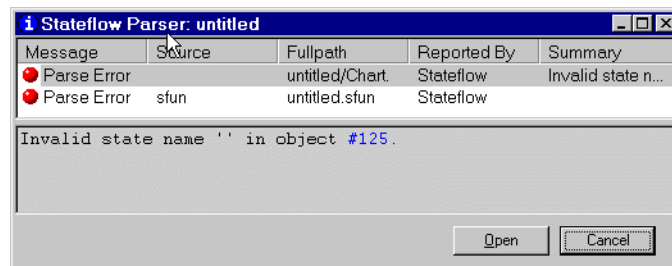 Stateflow Parser: untitled
Message Source Fullpath Reported By Summary
Parse Error untitled/Chart. Stateflow Invalid state n...
Parse Error sfun untitled.sfun Stateflow
Invalid state name '' in object #125.
Open Cancel